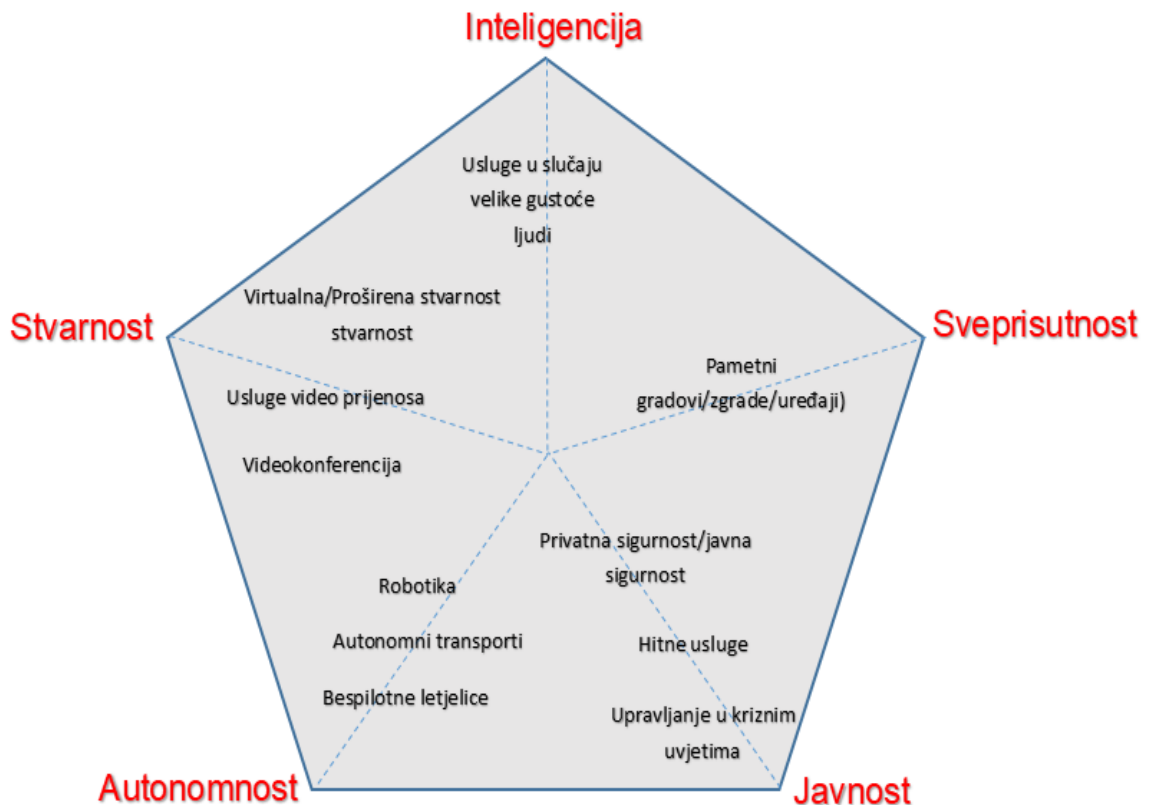 Inteligencija
Usluge u slučaju
velike gustoće
ljudi
Virtualna/Proširena stvarnost
stvarnost
Stvarnost
Sveprisutnost
Pametni
gradovi/zgrade/uređaji)
Usluge video prijenosa
Videokonferencija
Privatna sigurnost/javna
sigurnost
Robotika
Autonomni transporti
Hitne usluge
Bespilotne letjelice
Upravljanje u kriznim
uvjetima
Autonomnost
Javnost